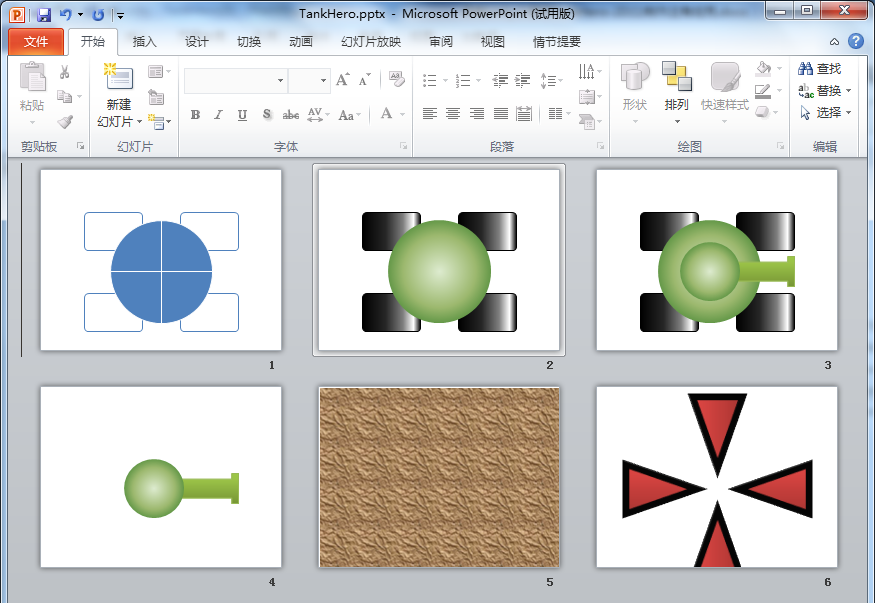 TankHero.pptx - Microsoft PowerPoint (试用版)
文件 开始 插入 设计 切换 动画 幻灯片放映 审阅 视图 情节提要
粘贴
新建
幻灯片
B I U S abc AV Aa A
形状 排列 快速样式
查找
替换
选择
剪贴板 幻灯片 字体 段落 绘图 编辑
1 2 3
4 5 6